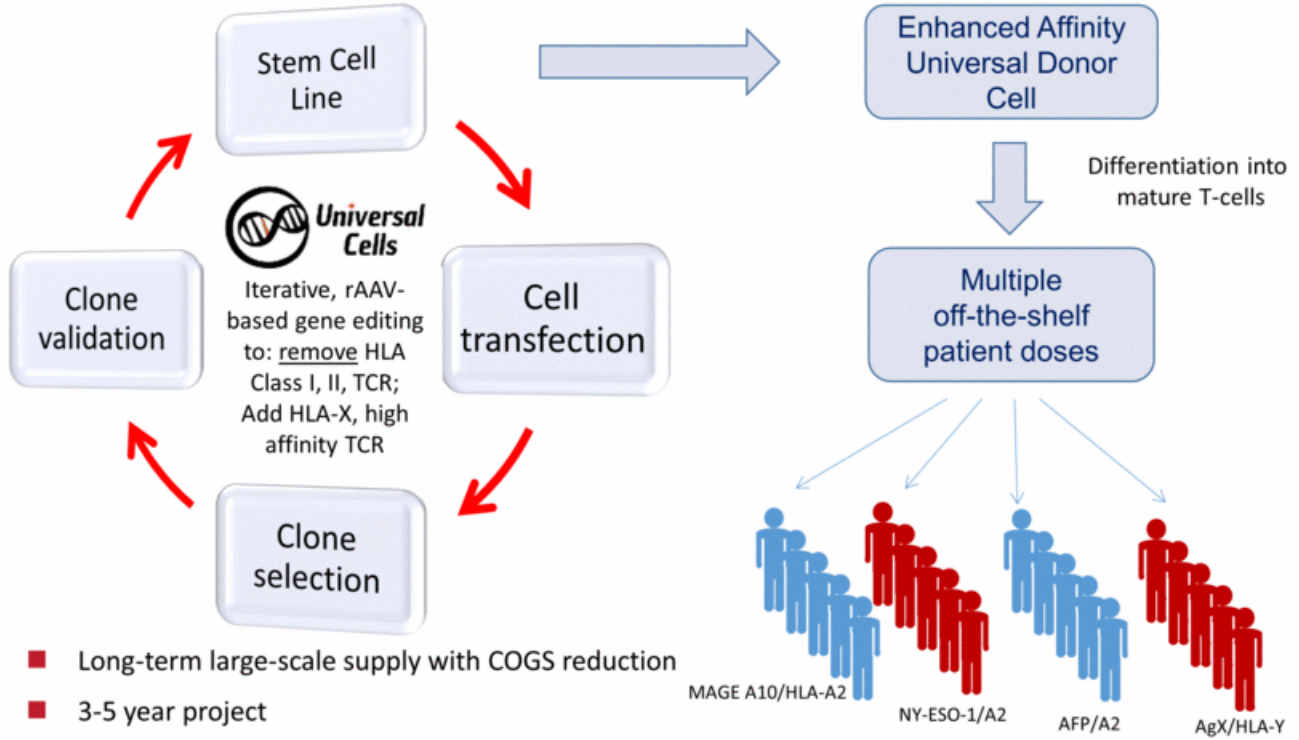 Stem Cell
Line
Enhanced Affinity
Universal Donor
Cell
Differentiation into
mature T-cells
Universal
Cells
Iterative, rAAV-
based gene editing
to: remove HLA
Class I, II, TCR;
Add HLA-X, high
affinity TCR
Clone
validation
Cell
transfection
Multiple
off-the-shelf
patient doses
Clone
selection
Long-term large-scale supply with COGS reduction
3-5 year project
MAGE A10/HLA-A2
NY-ESO-1/A2
AFP/A2
AgX/HLA-Y